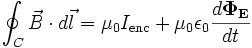 ∮_C B⃗ · dl⃗ = μ₀I_enc + μ₀ϵ₀ dΦ_E/dt